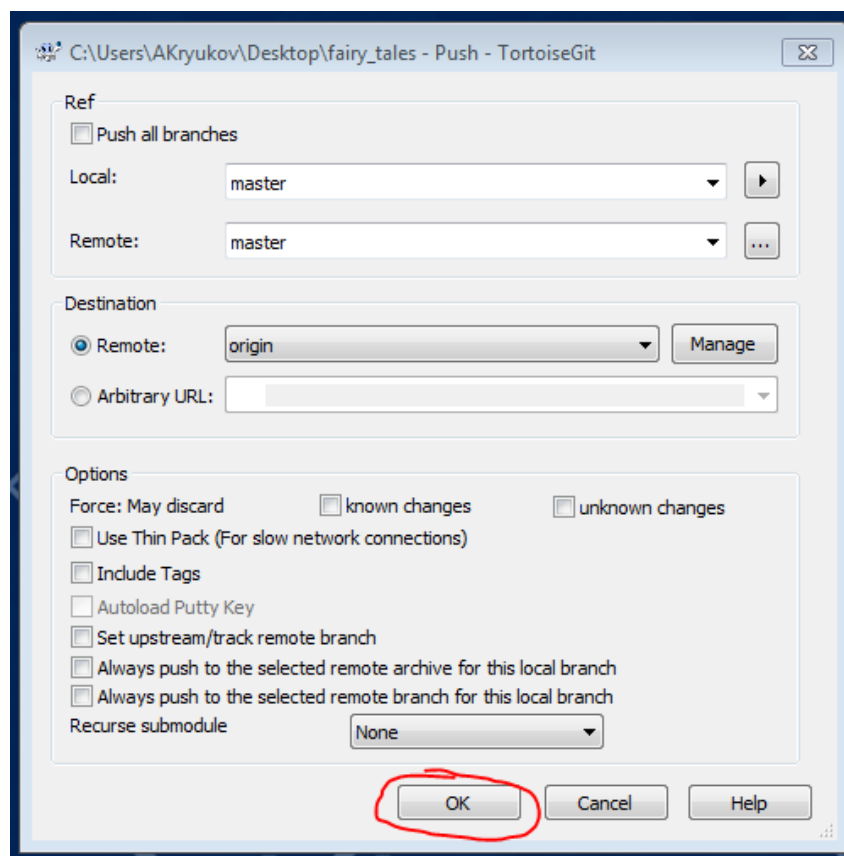 C:\Users\AKryukov\Desktop\fairy_tales - Push - TortoiseGit
Ref
Push all branches
Local: master
Remote: master ...
Destination
Remote: origin Manage
Arbitrary URL:
Options
Force: May discard known changes unknown changes
Use Thin Pack (For slow network connections)
Include Tags
Autoload Putty Key
Set upstream/track remote branch
Always push to the selected remote archive for this local branch
Always push to the selected remote branch for this local branch
Recurse submodule None
OK Cancel Help